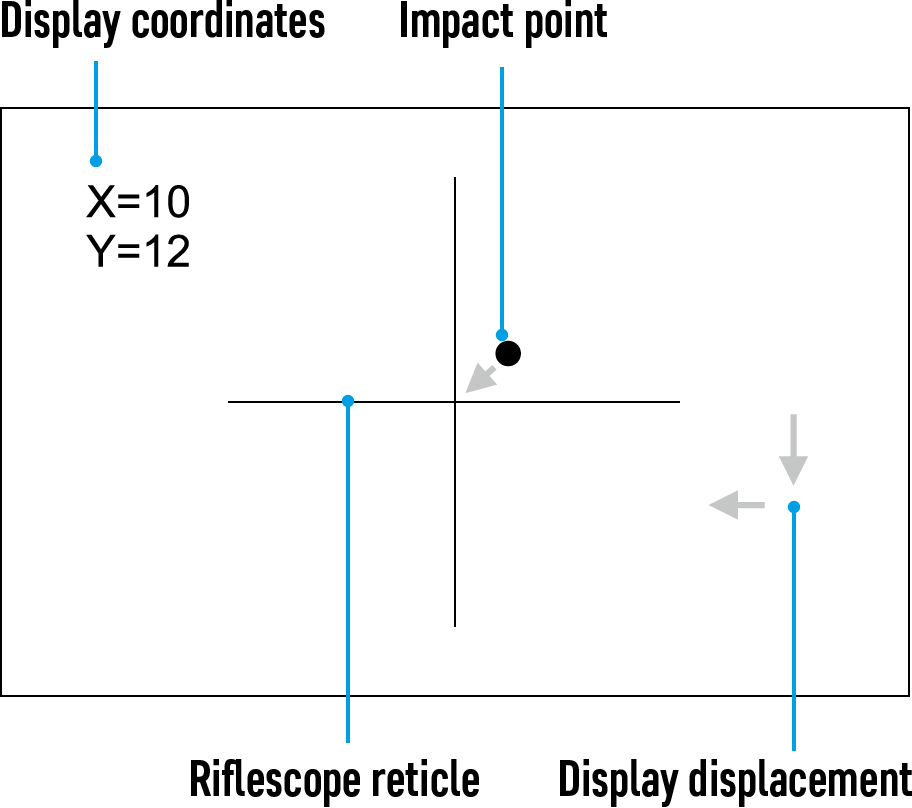 Display coordinates
Impact point
X=10
Y=12
Riflescope reticle
Display displacement